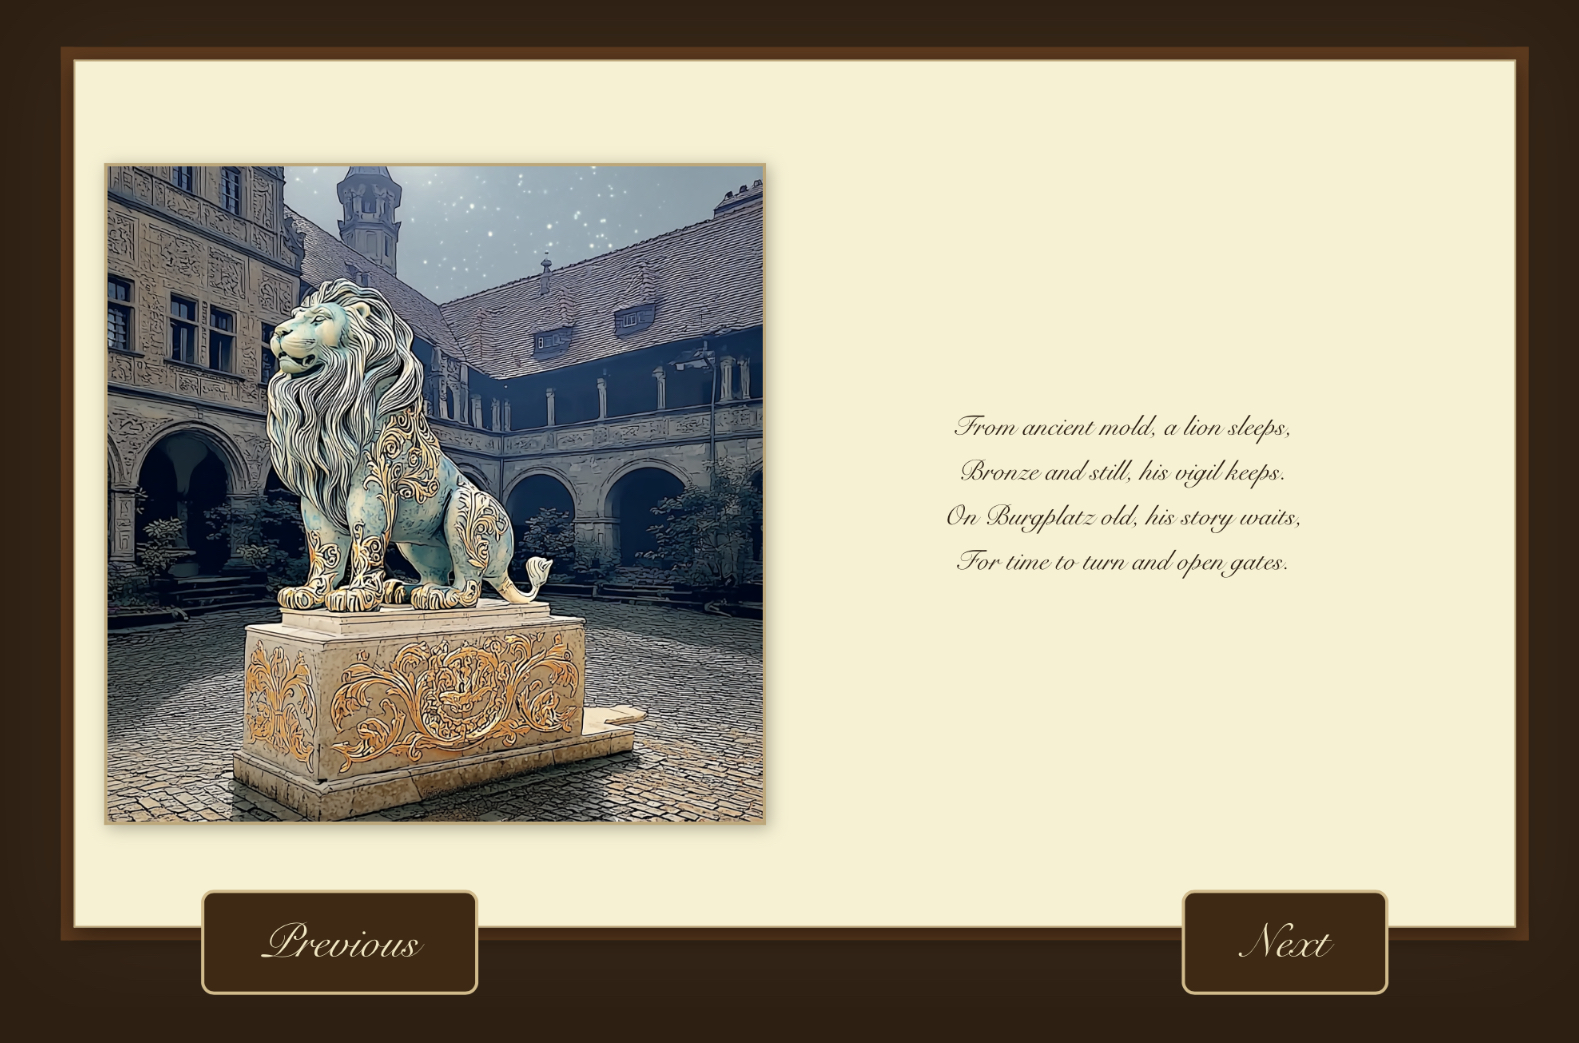 From ancient mold, a lion sleeps,
Bronze and still, his vigil keeps.
On Burgplatz old, his story waits,
For time to turn and open gates.
Previous
Next